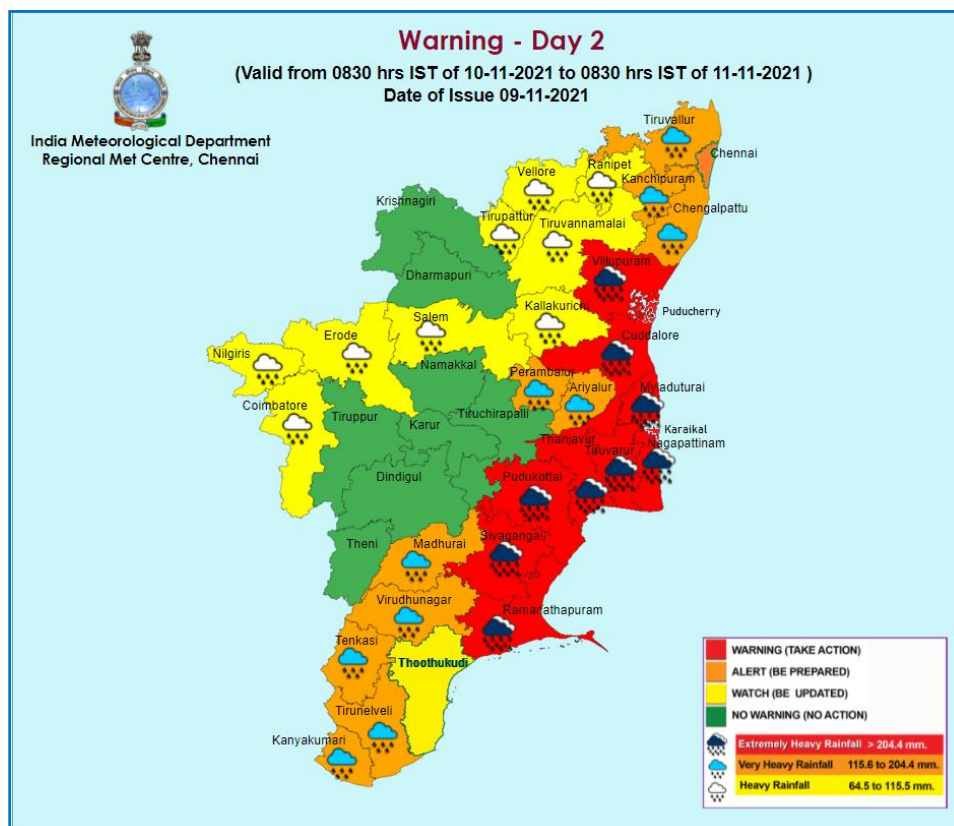 Warning - Day 2
(Valid from 0830 hrs IST of 10-11-2021 to 0830 hrs IST of 11-11-2021 )
Date of Issue 09-11-2021
India Meteorological Department
Regional Met Centre, Chennai
Tiruvallur
Chennai
Ranipet
Vellore
Kanchipuram
Krishnagiri
Chengalpattu
Tirupattur
Tiruvannamalai
Villupuram
Dharmapuri
Kallakurichi
Puducherry
Salem
Erode
Cuddalore
Nilgiris
Namakkal
Perambalur
Ariyalur
Myladuturai
Coimbatore
Tiruppur
Tiruchirapalli
Karur
Karaikal
Thanjavur
Nagapattinam
Tiruvarur
Dindigul
Pudukottai
Theni
Madhurai
Sivagangai
Virudhunagar
Ramanathapuram
Tenkasi
Thoothukudi
Tirunelveli
Kanyakumari
WARNING (TAKE ACTION)
ALERT (BE PREPARED)
WATCH (BE UPDATED)
NO WARNING (NO ACTION)
Extremely Heavy Rainfall > 204.4 mm.
Very Heavy Rainfall 115.6 to 204.4 mm.
Heavy Rainfall 64.5 to 115.5 mm.